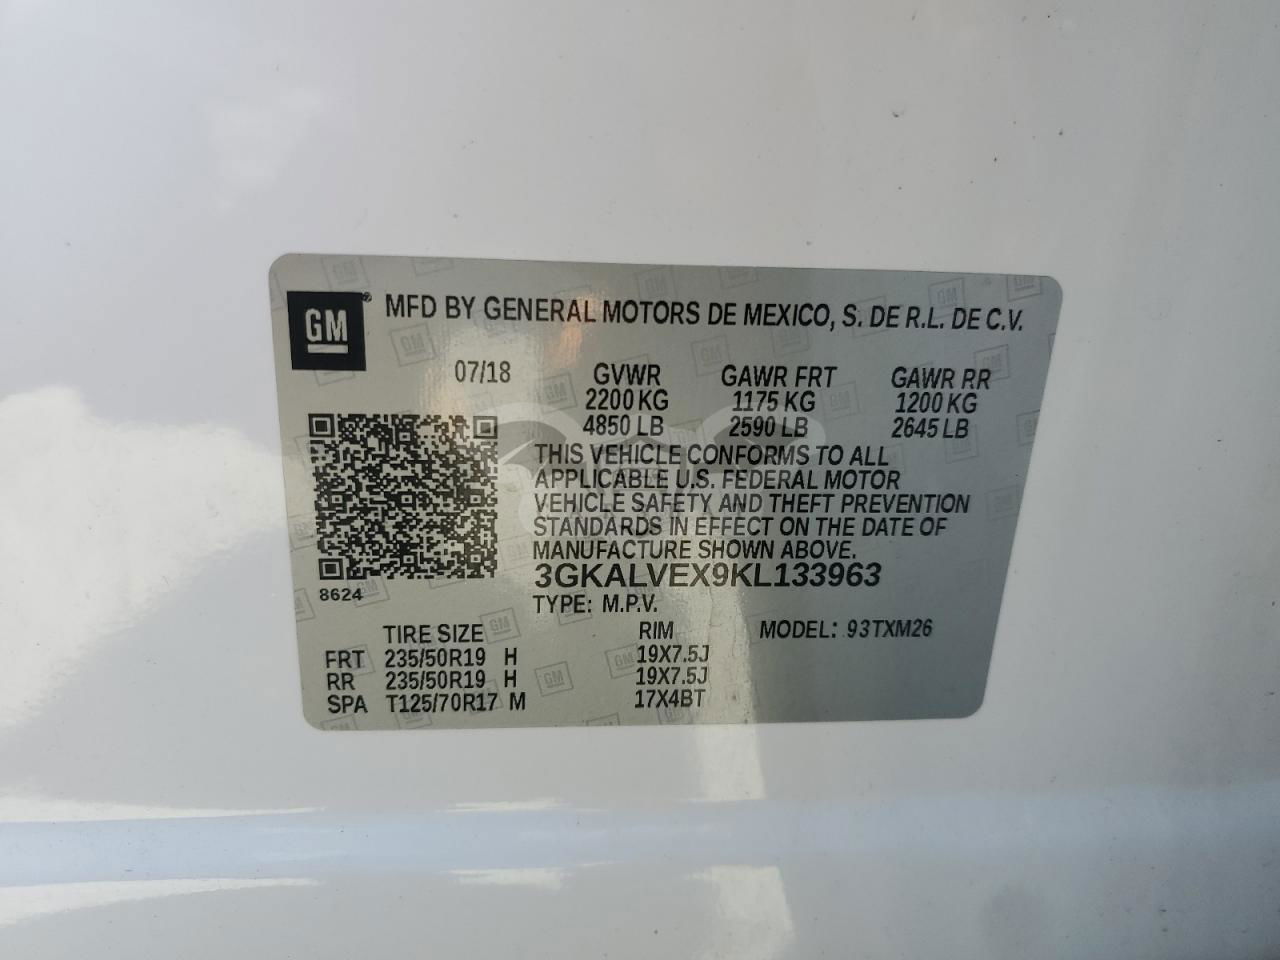 GM
MFD BY GENERAL MOTORS DE MEXICO, S. DE R.L. DE C.V.
07/18 GVWR GAWR FRT GAWR RR
2200 KG 1175 KG 1200 KG
4850 LB 2590 LB 2645 LB
THIS VEHICLE CONFORMS TO ALL
APPLICABLE U.S. FEDERAL MOTOR
VEHICLE SAFETY AND THEFT PREVENTION
STANDARDS IN EFFECT ON THE DATE OF
MANUFACTURE SHOWN ABOVE.
3GKALVEX9KL133963
8624
TYPE: M.P.V.
TIRE SIZE RIM MODEL: 93TXM26
FRT 235/50R19 H 19X7.5J
RR 235/50R19 H 19X7.5J
SPA T125/70R17 M 17X4BT